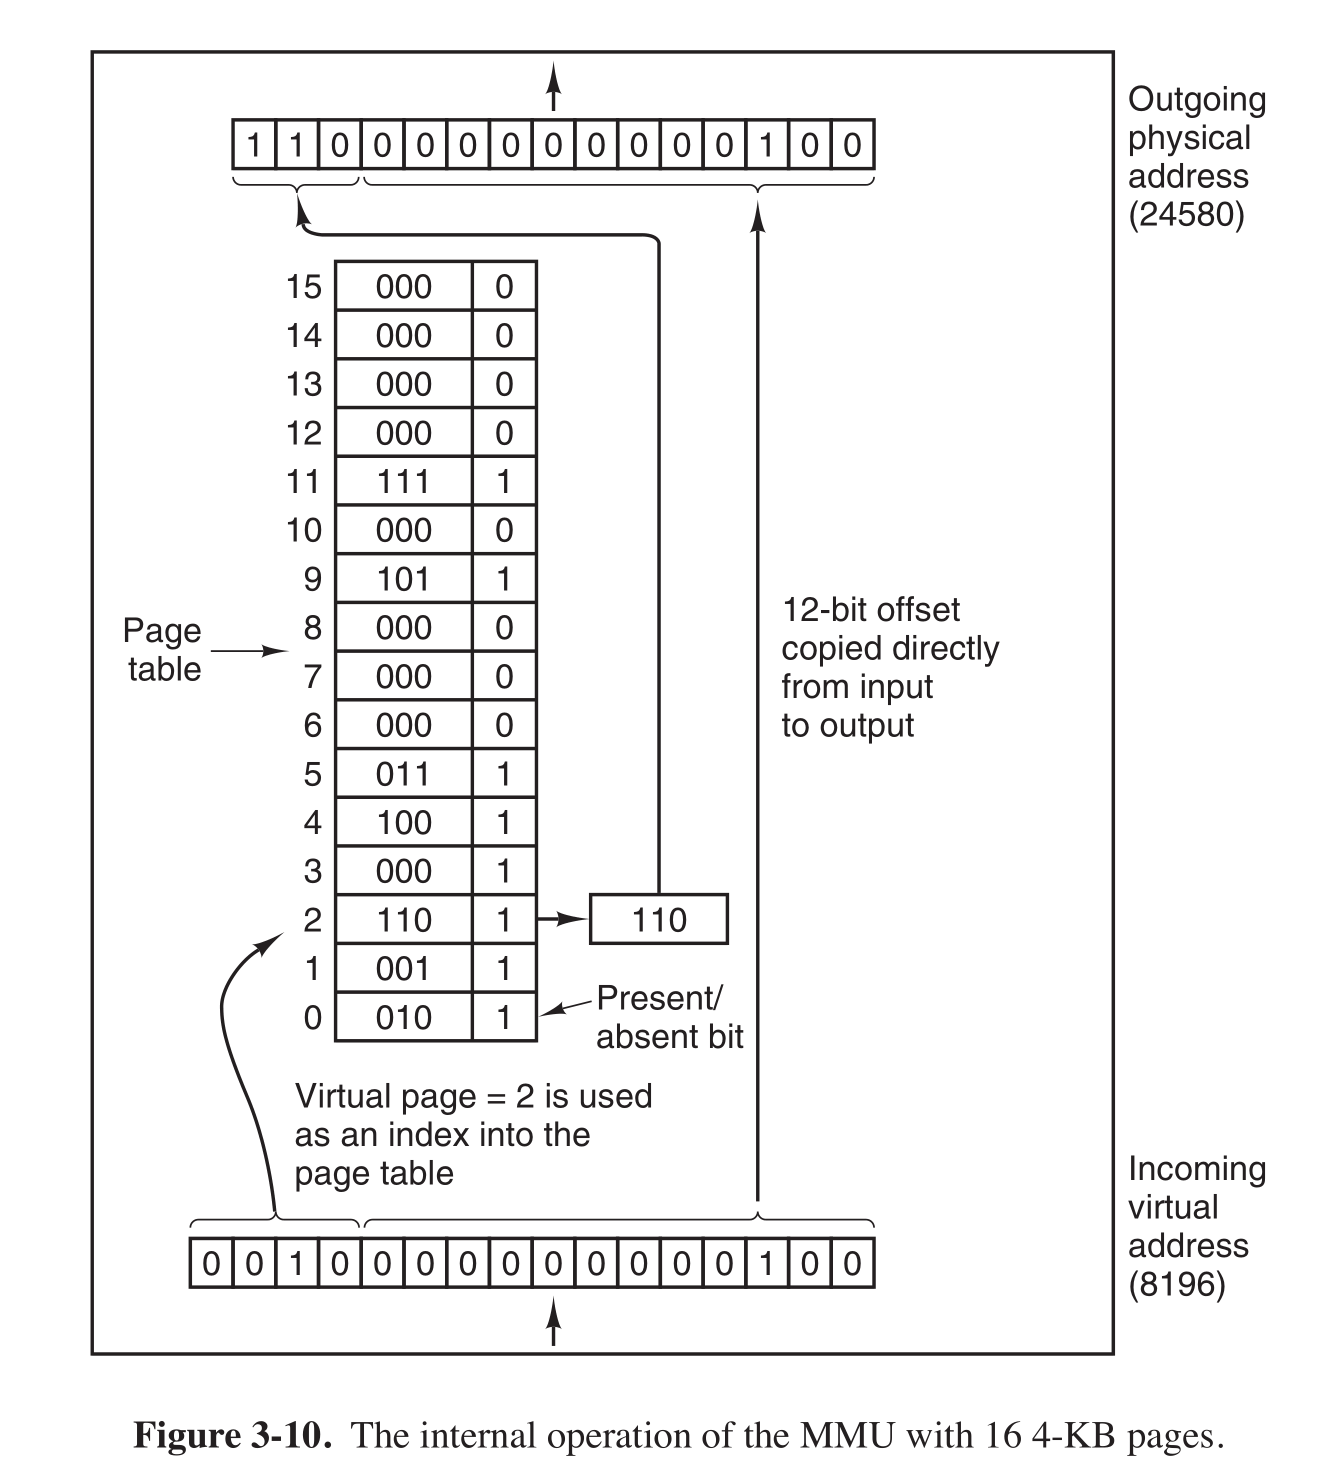 Outgoing
physical
address
(24580)
1 1 0 0 0 0 0 0 0 0 0 0 1 0 0
15 000 0
14 000 0
13 000 0
12 000 0
11 111 1
10 000 0
9 101 1
8 000 0
7 000 0
6 000 0
5 011 1
4 100 1
3 000 1
2 110 1
1 001 1
0 010 1
Page
table
110
12-bit offset
copied directly
from input
to output
Present/
absent bit
Virtual page = 2 is used
as an index into the
page table
0 0 1 0 0 0 0 0 0 0 0 0 0 1 0 0
Incoming
virtual
address
(8196)
Figure 3-10. The internal operation of the MMU with 16 4-KB pages.